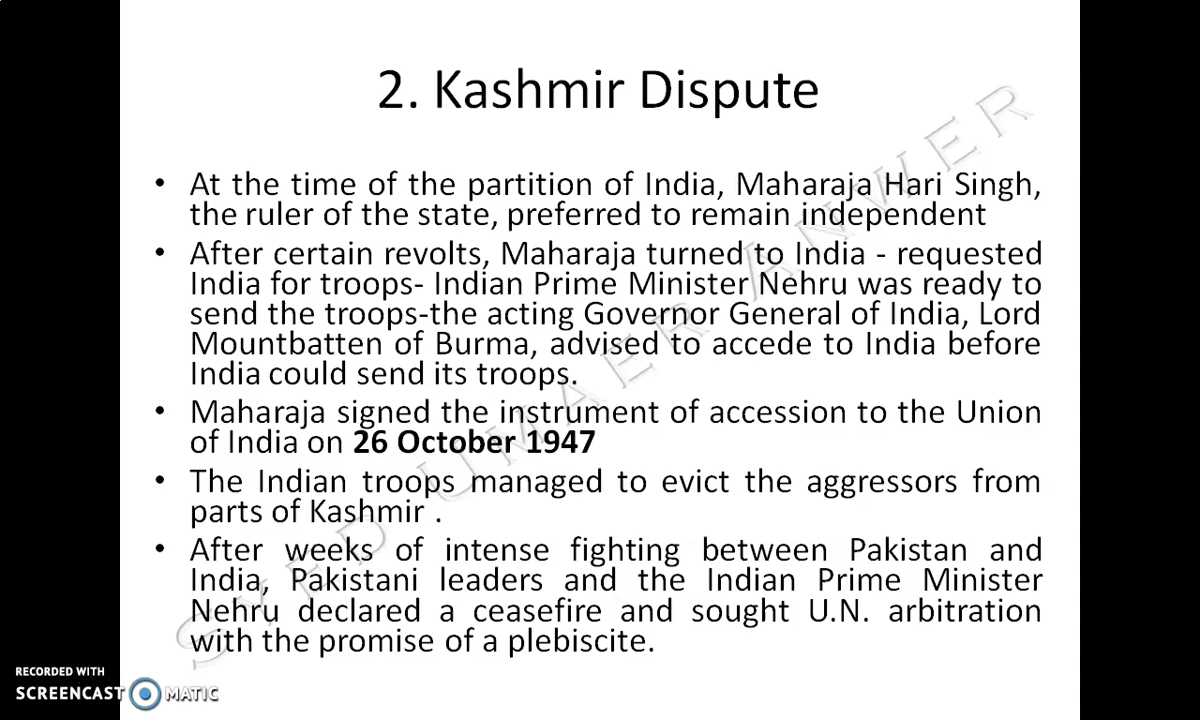 2. Kashmir Dispute
• At the time of the partition of India, Maharaja Hari Singh,
the ruler of the state, preferred to remain independent
• After certain revolts, Maharaja turned to India - requested
India for troops- Indian Prime Minister Nehru was ready to
send the troops-the acting Governor General of India, Lord
Mountbatten of Burma, advised to accede to India before
India could send its troops.
• Maharaja signed the instrument of accession to the Union
of India on 26 October 1947
• The Indian troops managed to evict the aggressors from
parts of Kashmir .
• After weeks of intense fighting between Pakistan and
India, Pakistani leaders and the Indian Prime Minister
Nehru declared a ceasefire and sought U.N. arbitration
with the promise of a plebiscite.
SYED UMAER ANWER
RECORDED WITH
SCREENCAST MATIC